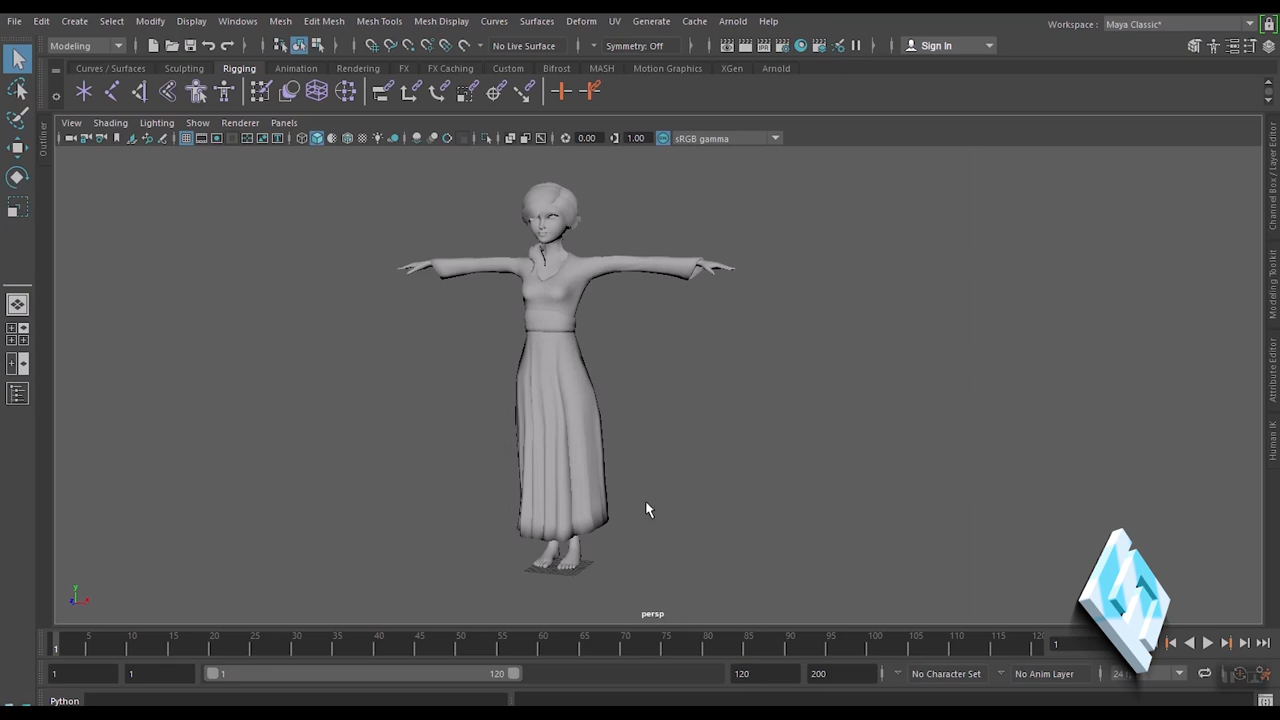 File Edit Create Select Modify Display Windows Mesh Edit Mesh Mesh Tools Mesh Display Curves Surfaces Deform UV Generate Cache Arnold Help
Workspace : Maya Classic*
Modeling No Live Surface Symmetry: Off Sign In
Curves / Surfaces Sculpting Rigging Animation Rendering FX FX Caching Custom Bifrost MASH Motion Graphics XGen Arnold
View Shading Lighting Show Renderer Panels
0.00 1.00 sRGB gamma
Outliner
Channel Box / Layer Editor
Modeling Toolkit
Attribute Editor
Human IK
y
z x
persp
5 10 15 20 25 30 35 40 45 50 55 60 65 70 75 80 85 90 95 100 105 110 115 120
1 1
1 1 1 120 120 200 No Character Set No Anim Layer 24
Python